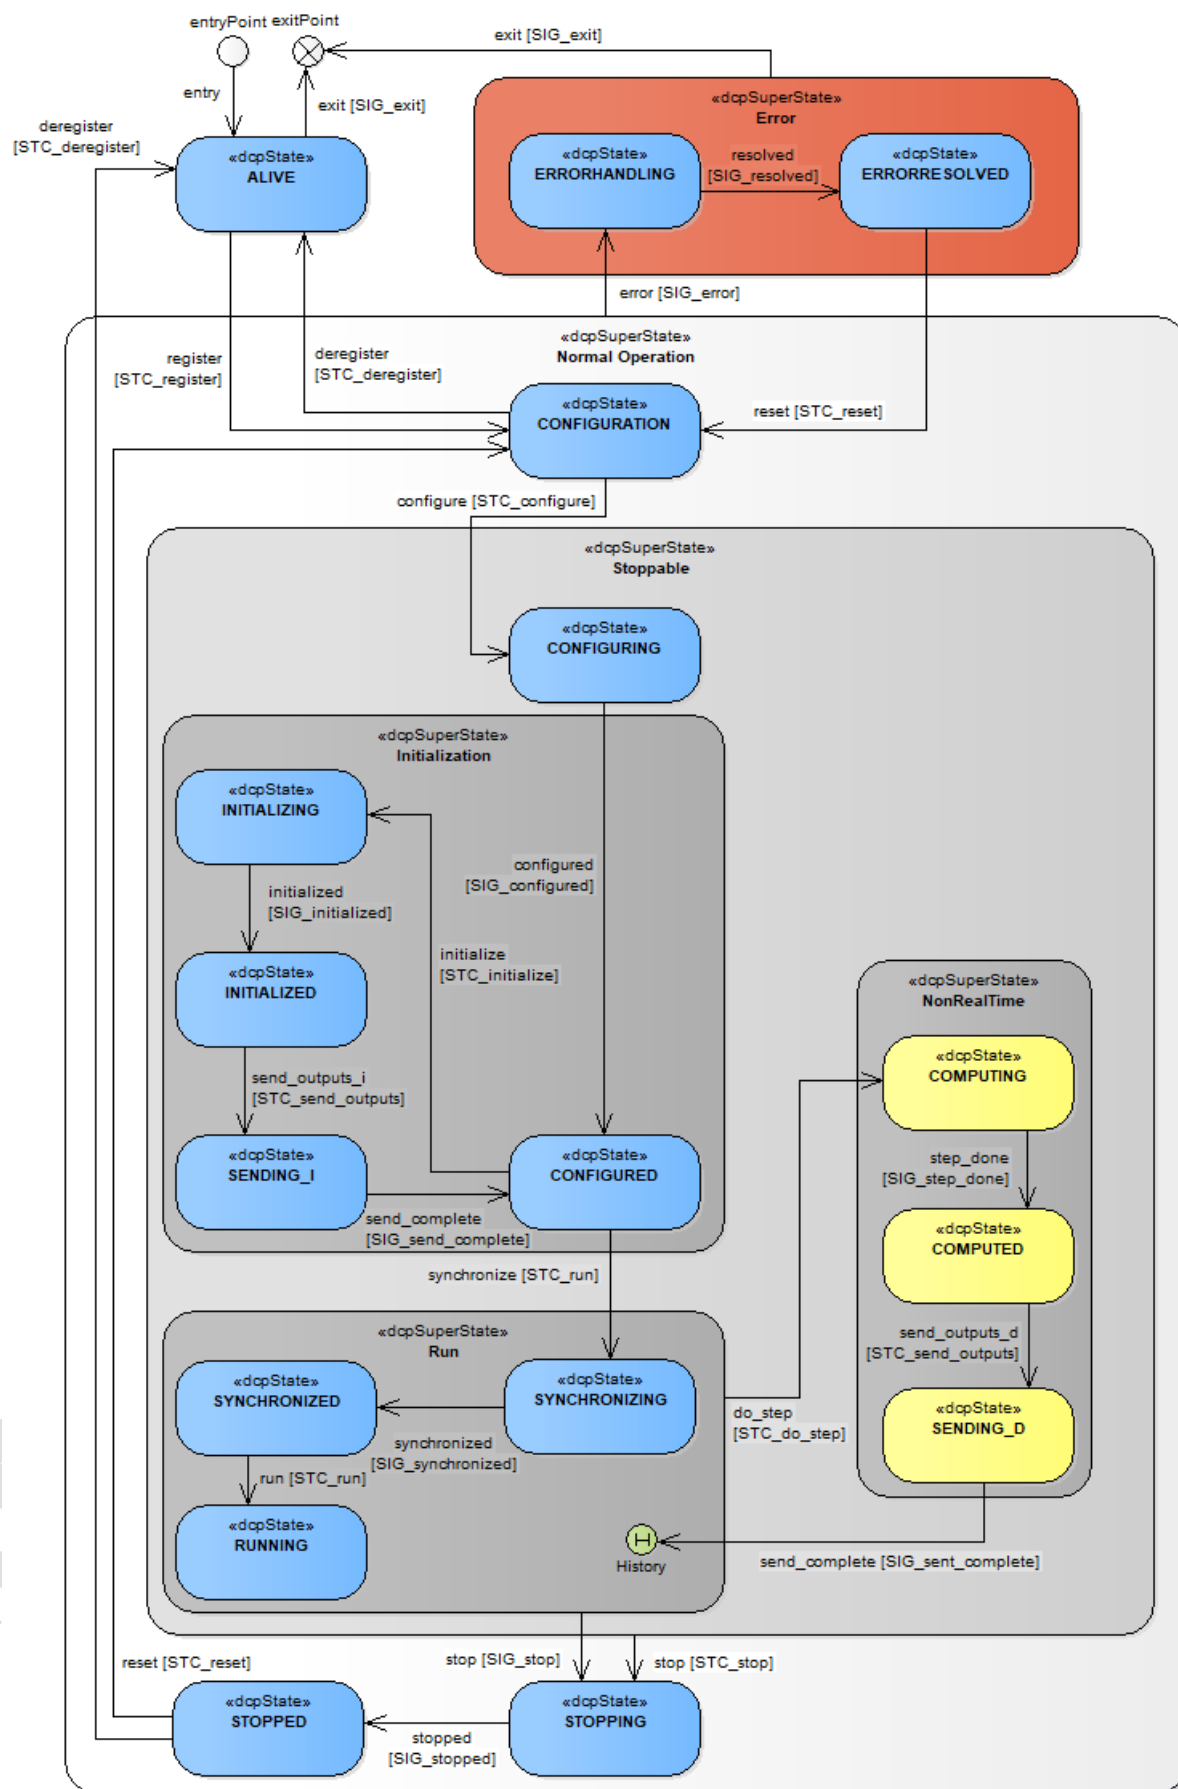 entryPoint exitPoint
exit [SIG_exit]
entry
exit [SIG_exit]
deregister
[STC_deregister]
«dcpState»
ALIVE
«dcpSuperState»
Error
«dcpState»
ERRORHANDLING
resolved
[SIG_resolved]
«dcpState»
ERRORRESOLVED
error [SIG_error]
«dcpSuperState»
Normal Operation
register
[STC_register]
deregister
[STC_deregister]
«dcpState»
CONFIGURATION
reset [STC_reset]
configure [STC_configure]
«dcpSuperState»
Stoppable
«dcpState»
CONFIGURING
«dcpSuperState»
Initialization
«dcpState»
INITIALIZING
configured
[SIG_configured]
initialized
[SIG_initialized]
initialize
[STC_initialize]
«dcpState»
INITIALIZED
«dcpSuperState»
NonRealTime
«dcpState»
COMPUTING
send_outputs_i
[STC_send_outputs]
«dcpState»
SENDING_I
«dcpState»
CONFIGURED
step_done
[SIG_step_done]
send_complete
[SIG_send_complete]
«dcpState»
COMPUTED
synchronize [STC_run]
«dcpSuperState»
Run
send_outputs_d
[STC_send_outputs]
«dcpState»
SYNCHRONIZED
«dcpState»
SYNCHRONIZING
do_step
[STC_do_step]
«dcpState»
SENDING_D
synchronized
[SIG_synchronized]
run [STC_run]
«dcpState»
RUNNING
H
History
send_complete [SIG_sent_complete]
reset [STC_reset]
stop [SIG_stop]
stop [STC_stop]
«dcpState»
STOPPED
«dcpState»
STOPPING
stopped
[SIG_stopped]